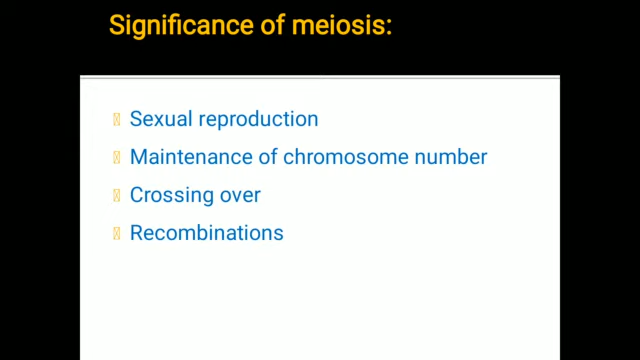 Significance of meiosis:
Sexual reproduction
Maintenance of chromosome number
Crossing over
Recombinations